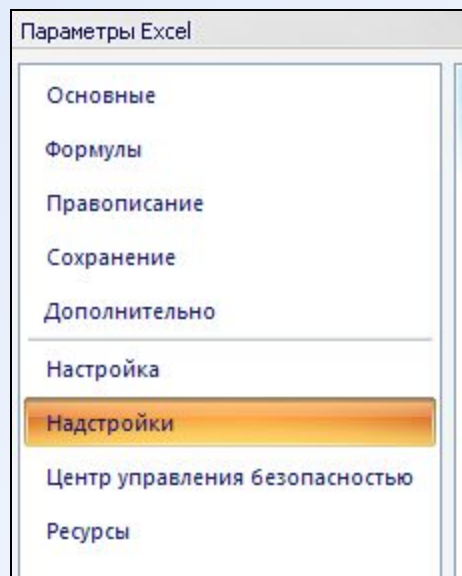 Параметры Excel
Основные
Формулы
Правописание
Сохранение
Дополнительно
Настройка
Надстройки
Центр управления безопасностью
Ресурсы